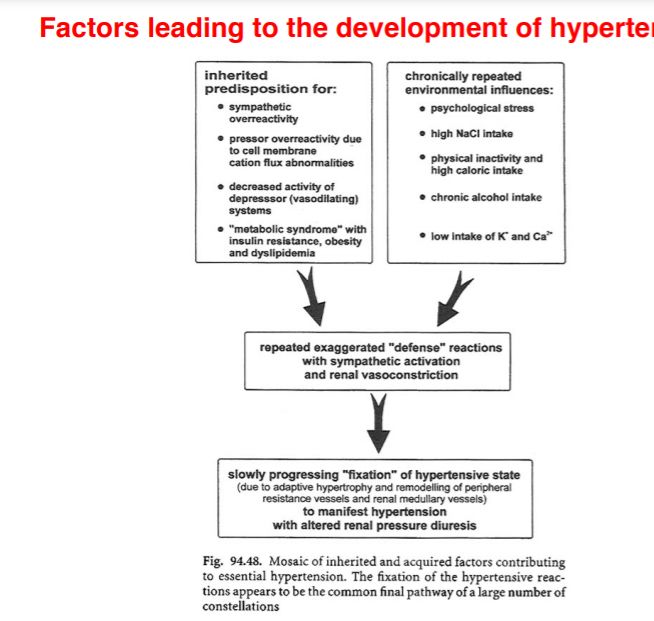 Factors leading to the development of hyperte
inherited
predisposition for:
• sympathetic
overreactivity
• pressor overreactivity due
to cell membrane
cation flux abnormalities
• decreased activity of
depresssor (vasodilating)
systems
• "metabolic syndrome" with
insulin resistance, obesity
and dyslipidemia
chronically repeated
environmental influences:
• psychological stress
• high NaCl intake
• physical inactivity and
high caloric intake
• chronic alcohol intake
• low intake of K⁺ and Ca²⁺
repeated exaggerated "defense" reactions
with sympathetic activation
and renal vasoconstriction
slowly progressing "fixation" of hypertensive state
(due to adaptive hypertrophy and remodelling of peripheral
resistance vessels and renal medullary vessels)
to manifest hypertension
with altered renal pressure diuresis
Fig. 94.48. Mosaic of inherited and acquired factors contributing
to essential hypertension. The fixation of the hypertensive reac-
tions appears to be the common final pathway of a large number of
constellations